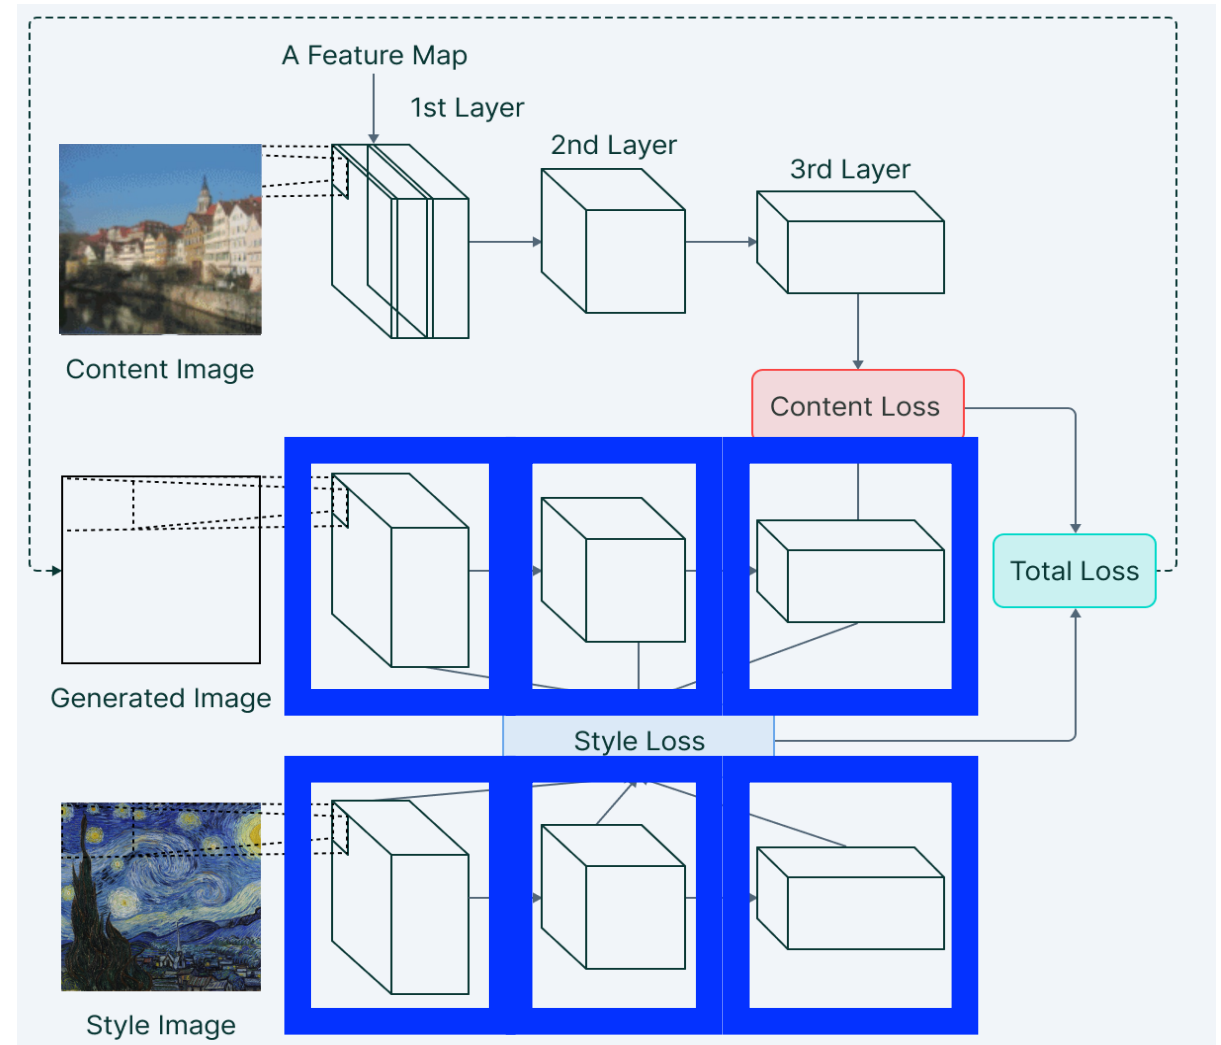 A Feature Map
1st Layer
2nd Layer
3rd Layer
Content Image
Content Loss
Total Loss
Generated Image
Style Loss
Style Image